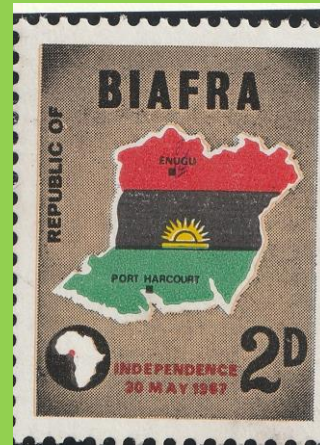 REPUBLIC OF
BIAFRA
ENUGU
PORT HARCOURT
INDEPENDENCE
30 MAY 1967
2D